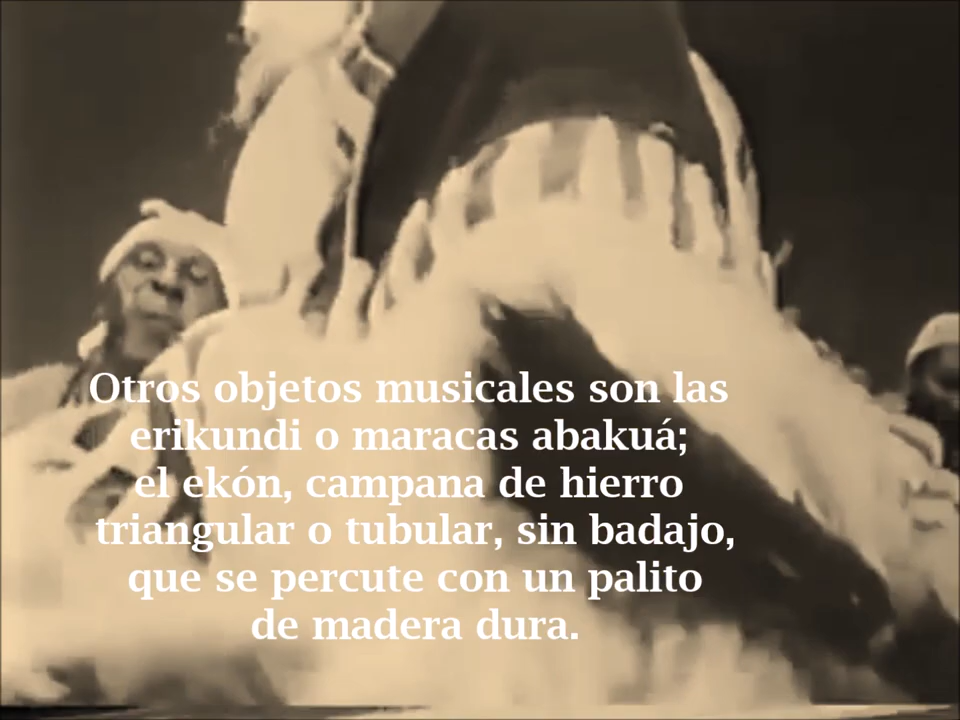 Otros objetos musicales son las
erikundi o maracas abakuá;
el ekón, campana de hierro
triangular o tubular, sin badajo,
que se percute con un palito
de madera dura.